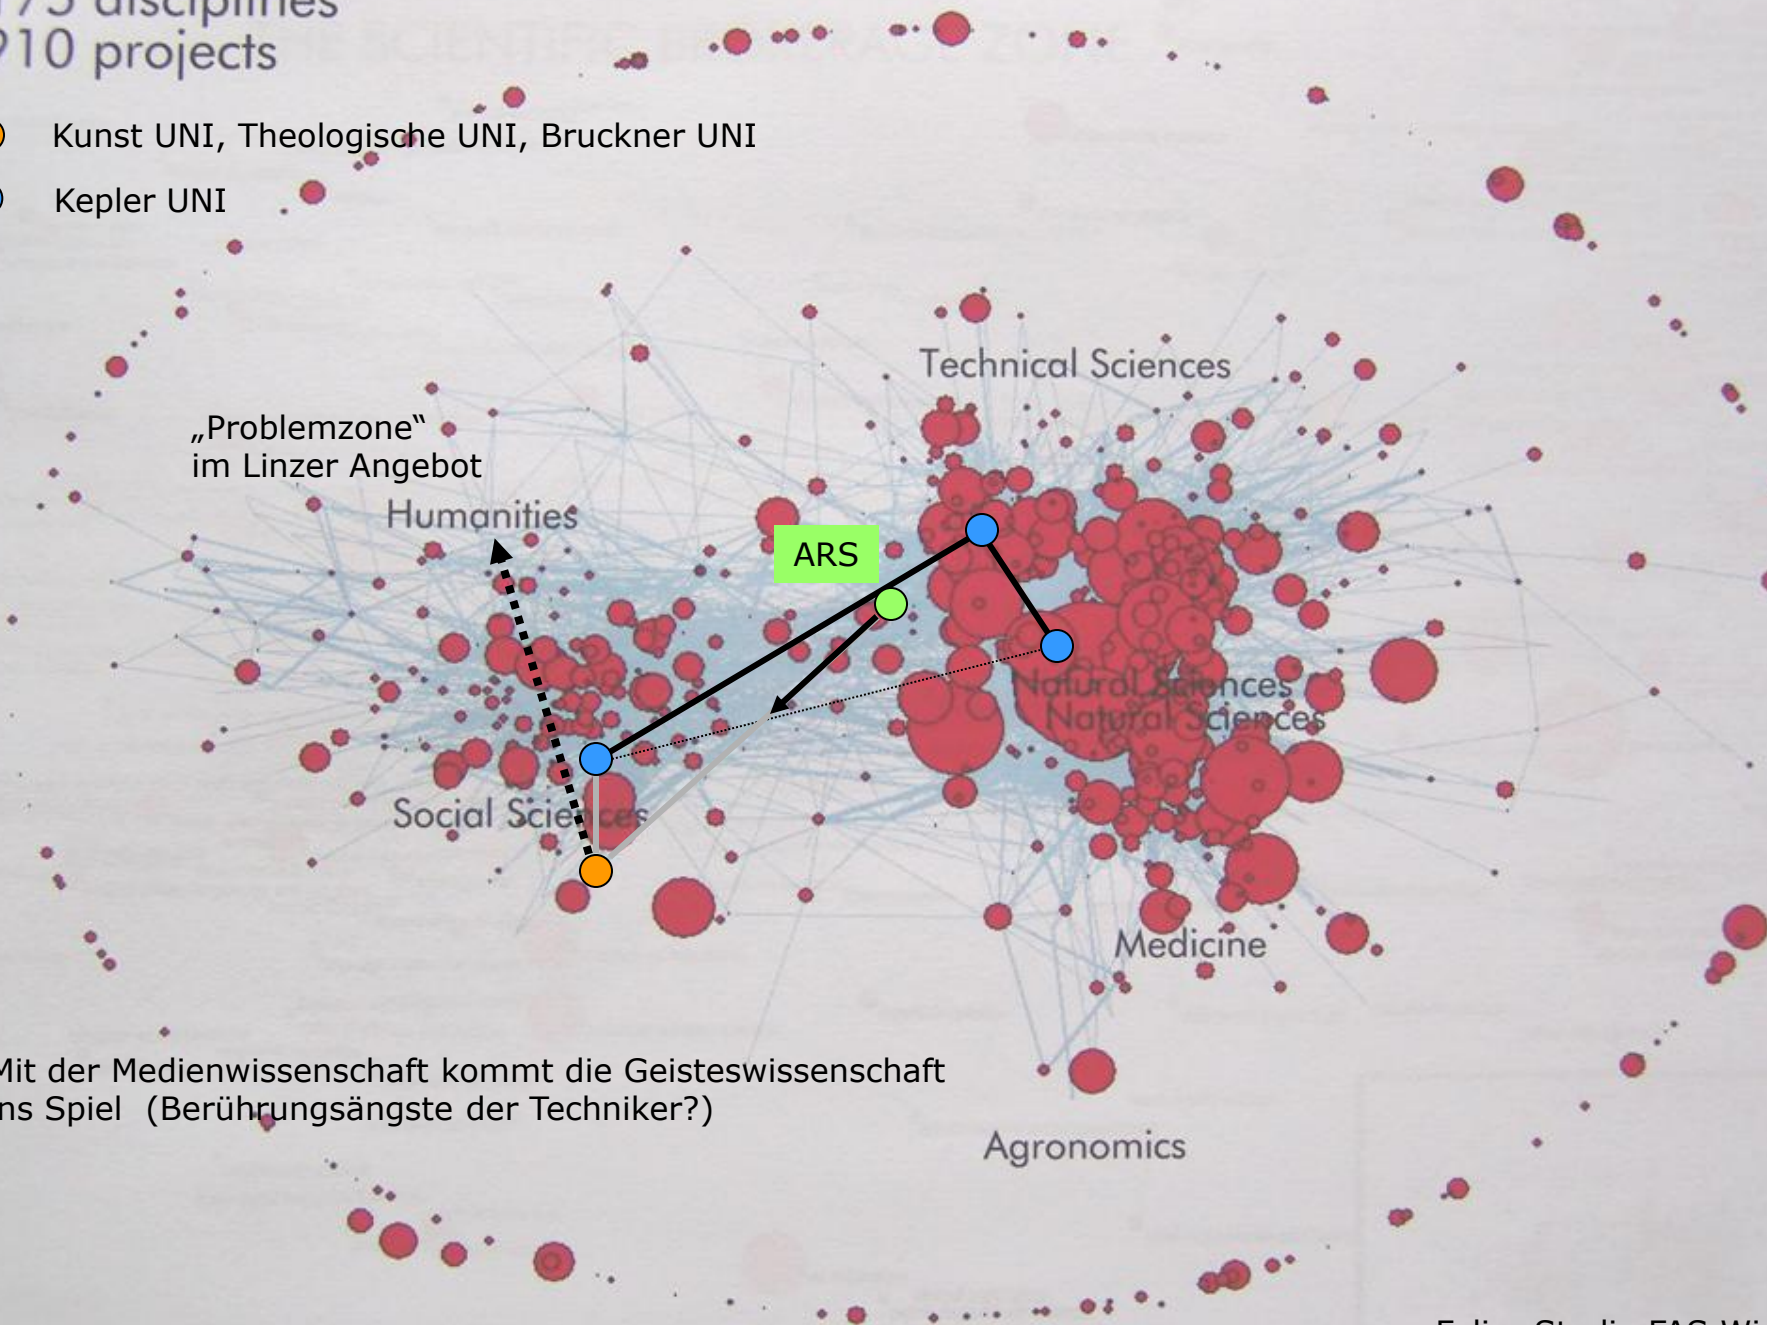 disciplines
projects
Kunst UNI, Theologische UNI, Bruckner UNI
Kepler UNI
Technical Sciences
„Problemzone“
im Linzer Angebot
Humanities
ARS
Natural Sciences
Natural Sciences
Social Sciences
Medicine
Mit der Medienwissenschaft kommt die Geisteswissenschaft
ns Spiel (Berührungsängste der Techniker?)
Agronomics